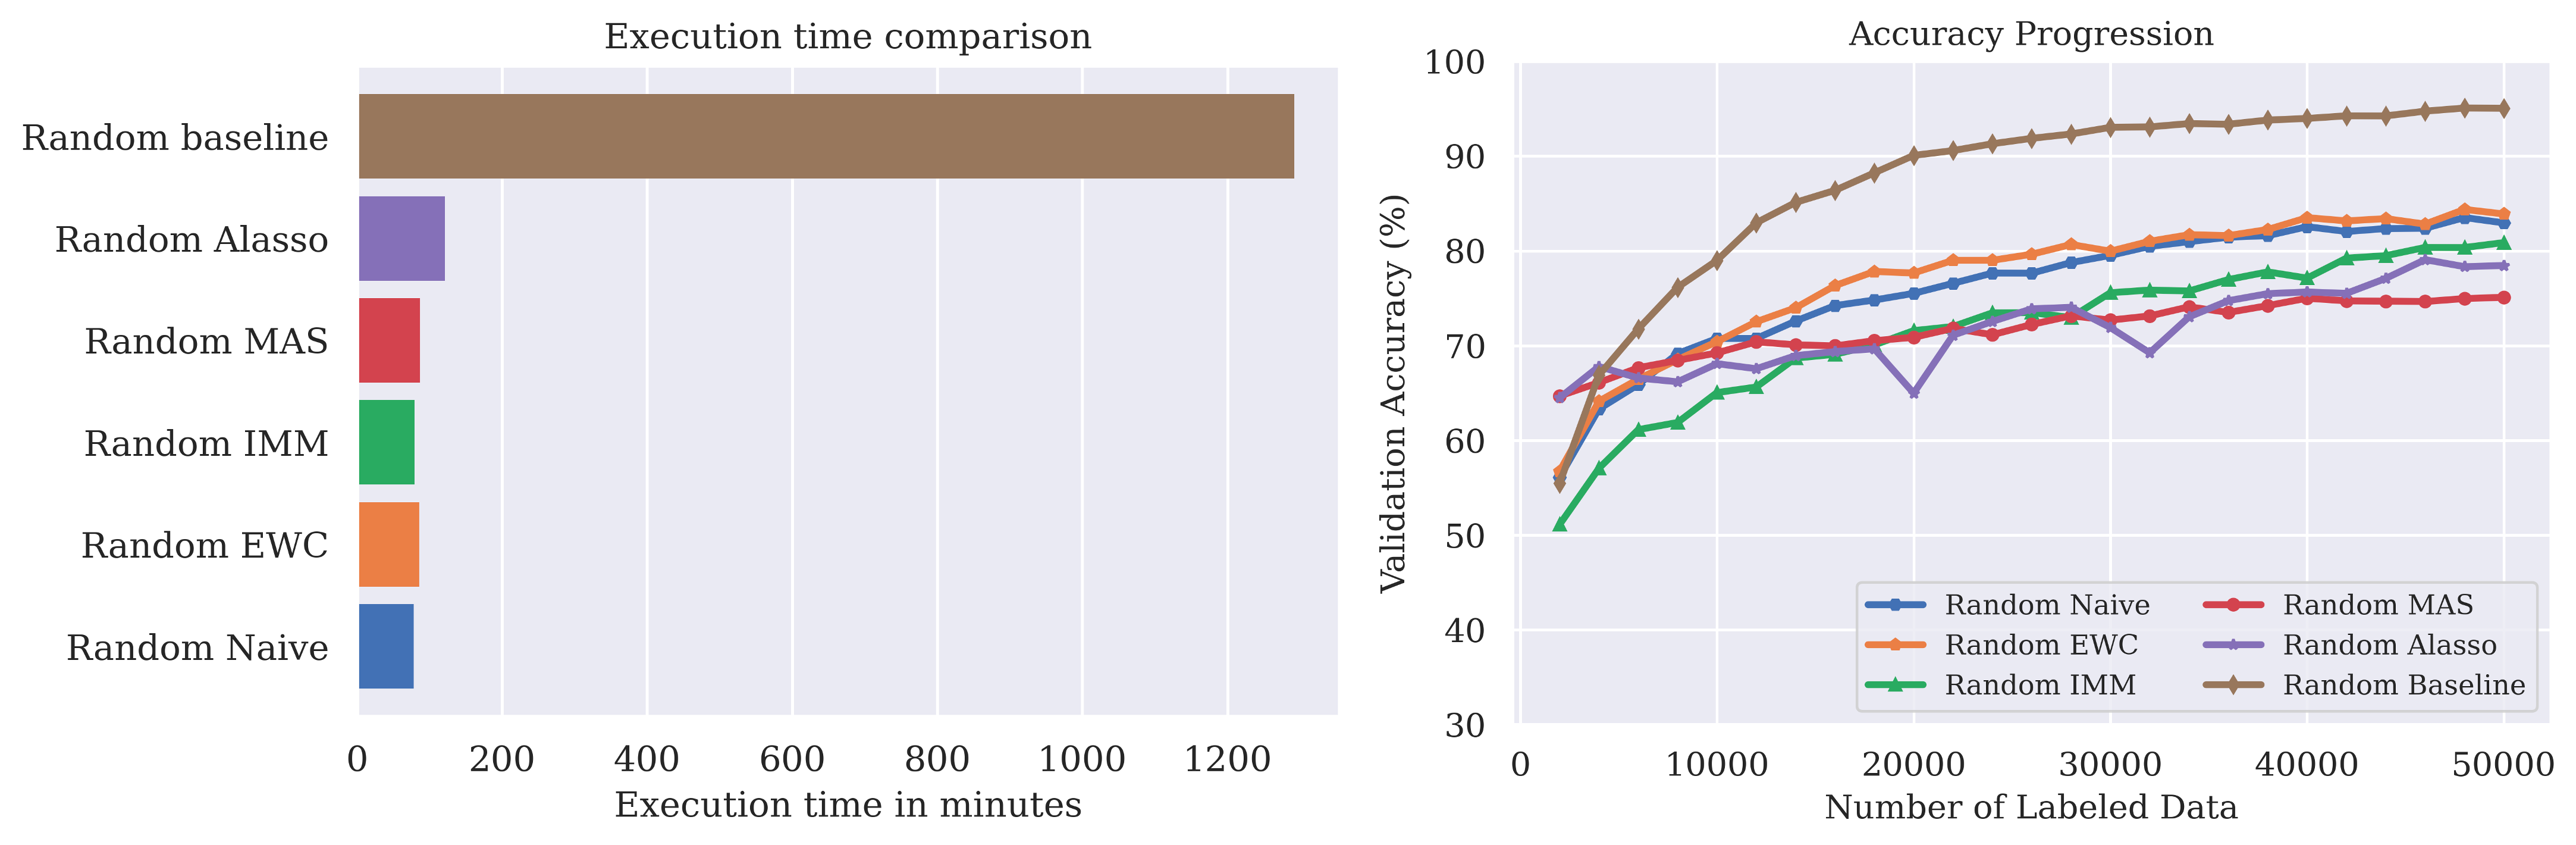 Execution time comparison
Random baseline
Random Alasso
Random MAS
Random IMM
Random EWC
Random Naive
0 200 400 600 800 1000 1200
Execution time in minutes
Accuracy Progression
Validation Accuracy (%)
100
90
80
70
60
50
40
30
Random Naive
Random EWC
Random IMM
Random MAS
Random Alasso
Random Baseline
0 10000 20000 30000 40000 50000
Number of Labeled Data